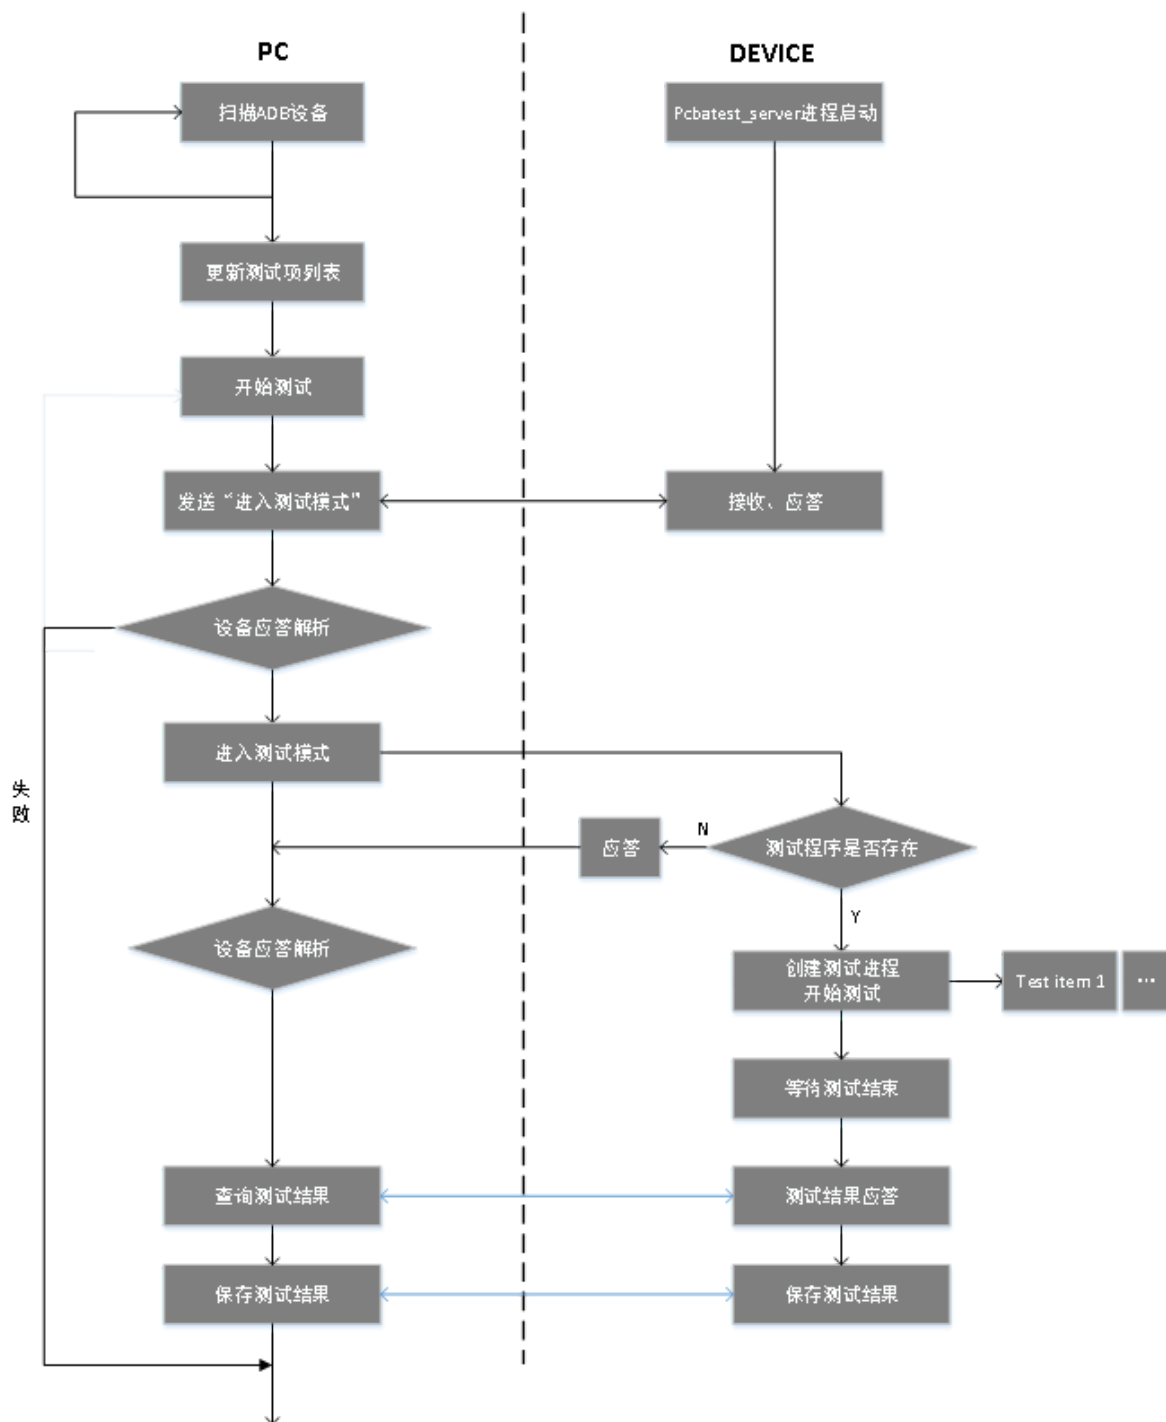 PC
DEVICE
扫描ADB设备
Pcbatest_server进程启动
更新测试项列表
开始测试
发送“进入测试模式”
接收、应答
设备应答解析
进入测试模式
失
败
N
应答
测试程序是否存在
Y
设备应答解析
创建测试进程
开始测试
Test item 1
...
等待测试结束
查询测试结果
测试结果应答
保存测试结果
保存测试结果